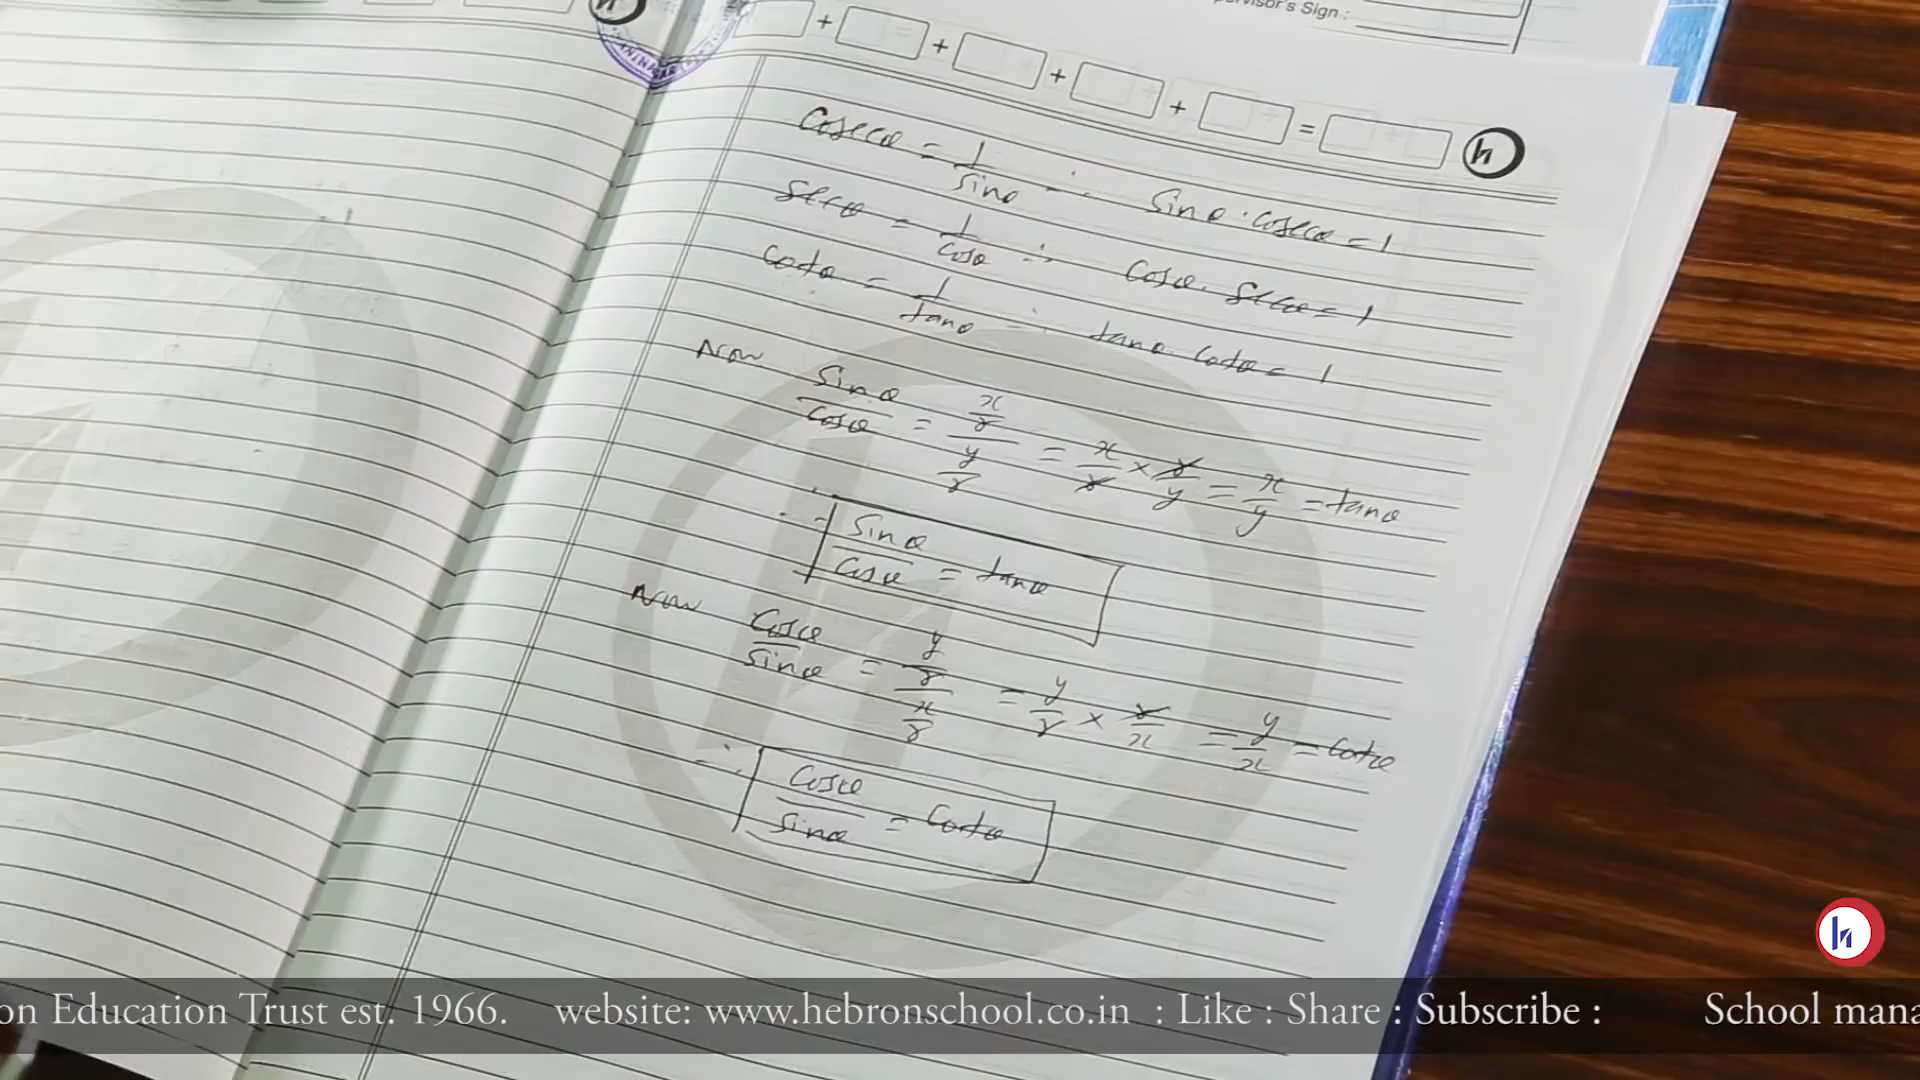 ervisor's Sign :
+ + + + =
h
Cosecθ = 1/sinθ ∴ Sinθ · Cosecθ = 1
Secθ = 1/Cosθ ∴ Cosθ · Secθ = 1
Cotθ = 1/tanθ ∴ tanθ · Cotθ = 1
Now Sinθ/Cosθ = (x/r)/(y/r) = x/r × r/y = x/y = tanθ
∴ Sinθ/Cosθ = tanθ
Now Cosθ/Sinθ = (y/r)/(x/r) = y/r × r/x = y/x = Cotθ
∴ Cosθ/Sinθ = Cotθ
h
on Education Trust est. 1966. website: www.hebronschool.co.in : Like : Share : Subscribe : School mana